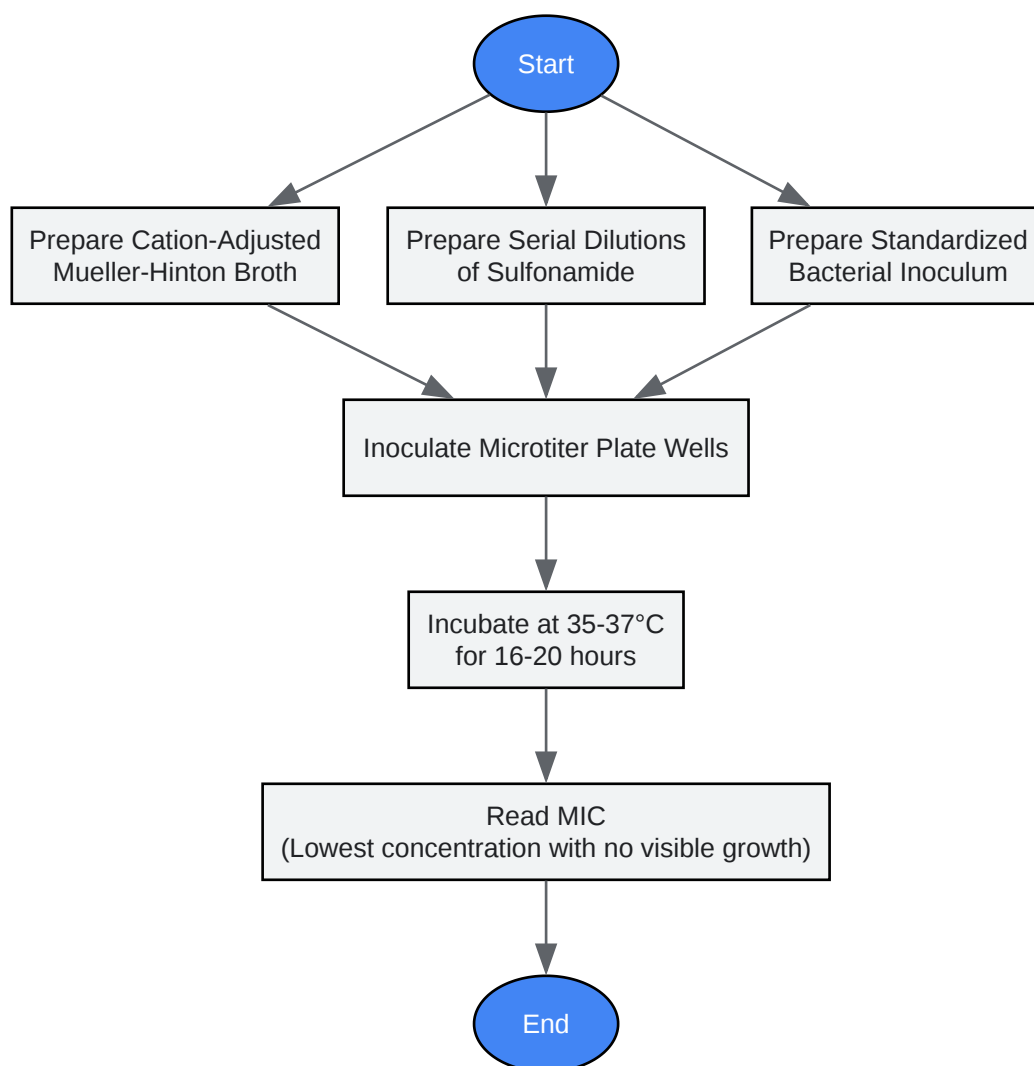 Start
Prepare Cation-Adjusted
Mueller-Hinton Broth
Prepare Serial Dilutions
of Sulfonamide
Prepare Standardized
Bacterial Inoculum
Inoculate Microtiter Plate Wells
Incubate at 35-37°C
for 16-20 hours
Read MIC
(Lowest concentration with no visible growth)
End